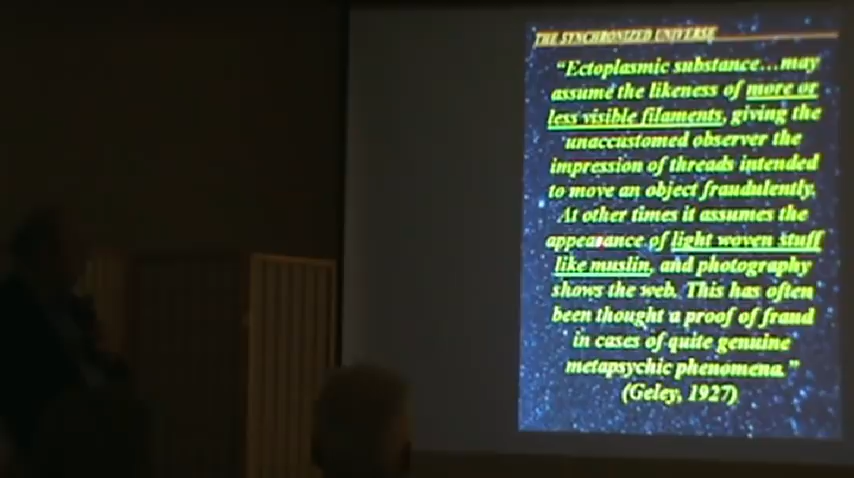 THE SYNCHRONIZED UNIVERSE
“Ectoplasmic substance…may
assume the likeness of more or
less visible filaments, giving the
unaccustomed observer the
impression of threads intended
to move an object fraudulently.
At other times it assumes the
appearance of light woven stuff
like muslin, and photography
shows the web. This has often
been thought a proof of fraud
in cases of quite genuine
metapsychic phenomena.”
(Geley, 1927)